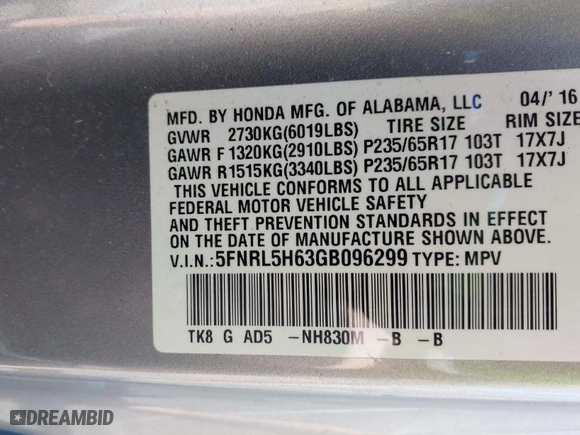 MFD. BY HONDA MFG. OF ALABAMA, LLC 04/'16
GVWR 2730KG(6019LBS) TIRE SIZE RIM SIZE
GAWR F 1320KG(2910LBS) P235/65R17 103T 17X7J
GAWR R 1515KG(3340LBS) P235/65R17 103T 17X7J
THIS VEHICLE CONFORMS TO ALL APPLICABLE
FEDERAL MOTOR VEHICLE SAFETY
AND THEFT PREVENTION STANDARDS IN EFFECT
ON THE DATE OF MANUFACTURE SHOWN ABOVE.
V.I.N.:5FNRL5H63GB096299 TYPE: MPV
TK8 G AD5 -NH830M -B -B
DREAMBID